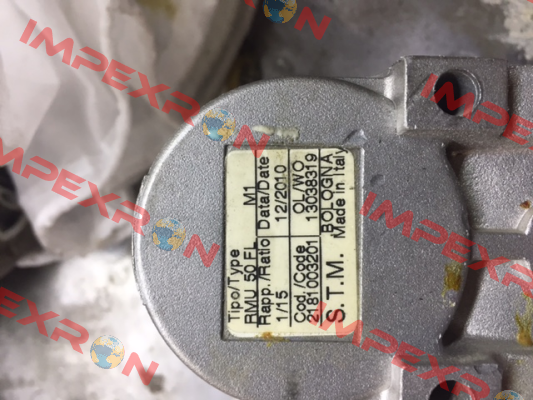 Tipo/Type
RMU 50 FL M1
Rapp./Ratio Data/Date
1/15 12/2010
Cod./Code OL/WO
2181003201 13038319
S.T.M. BOLOGNA
Made in Italy
IMPEXRON
IMPEXRON
IMPEXRON
IMPEXRON
IMPEXRON